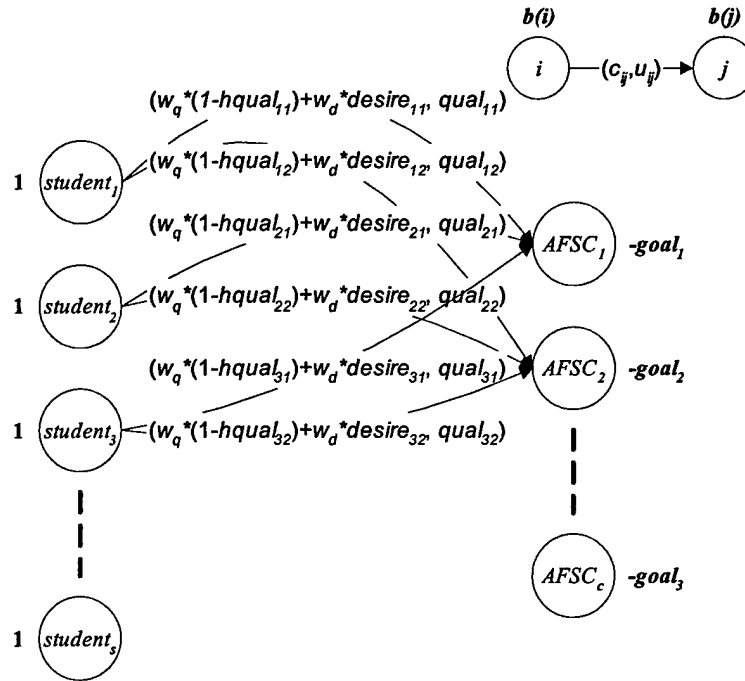 b(i) b(j)
i (c_ij,u_ij) j
(w_q*(1-hqual_11)+w_d*desire_11, qual_11)
1 student_1 (w_q*(1-hqual_12)+w_d*desire_12, qual_12)
(w_q*(1-hqual_21)+w_d*desire_21, qual_21)
AFSC_1 -goal_1
1 student_2 (w_q*(1-hqual_22)+w_d*desire_22, qual_22)
(w_q*(1-hqual_31)+w_d*desire_31, qual_31)
AFSC_2 -goal_2
1 student_3 (w_q*(1-hqual_32)+w_d*desire_32, qual_32)
AFSC_c -goal_3
1 student_s